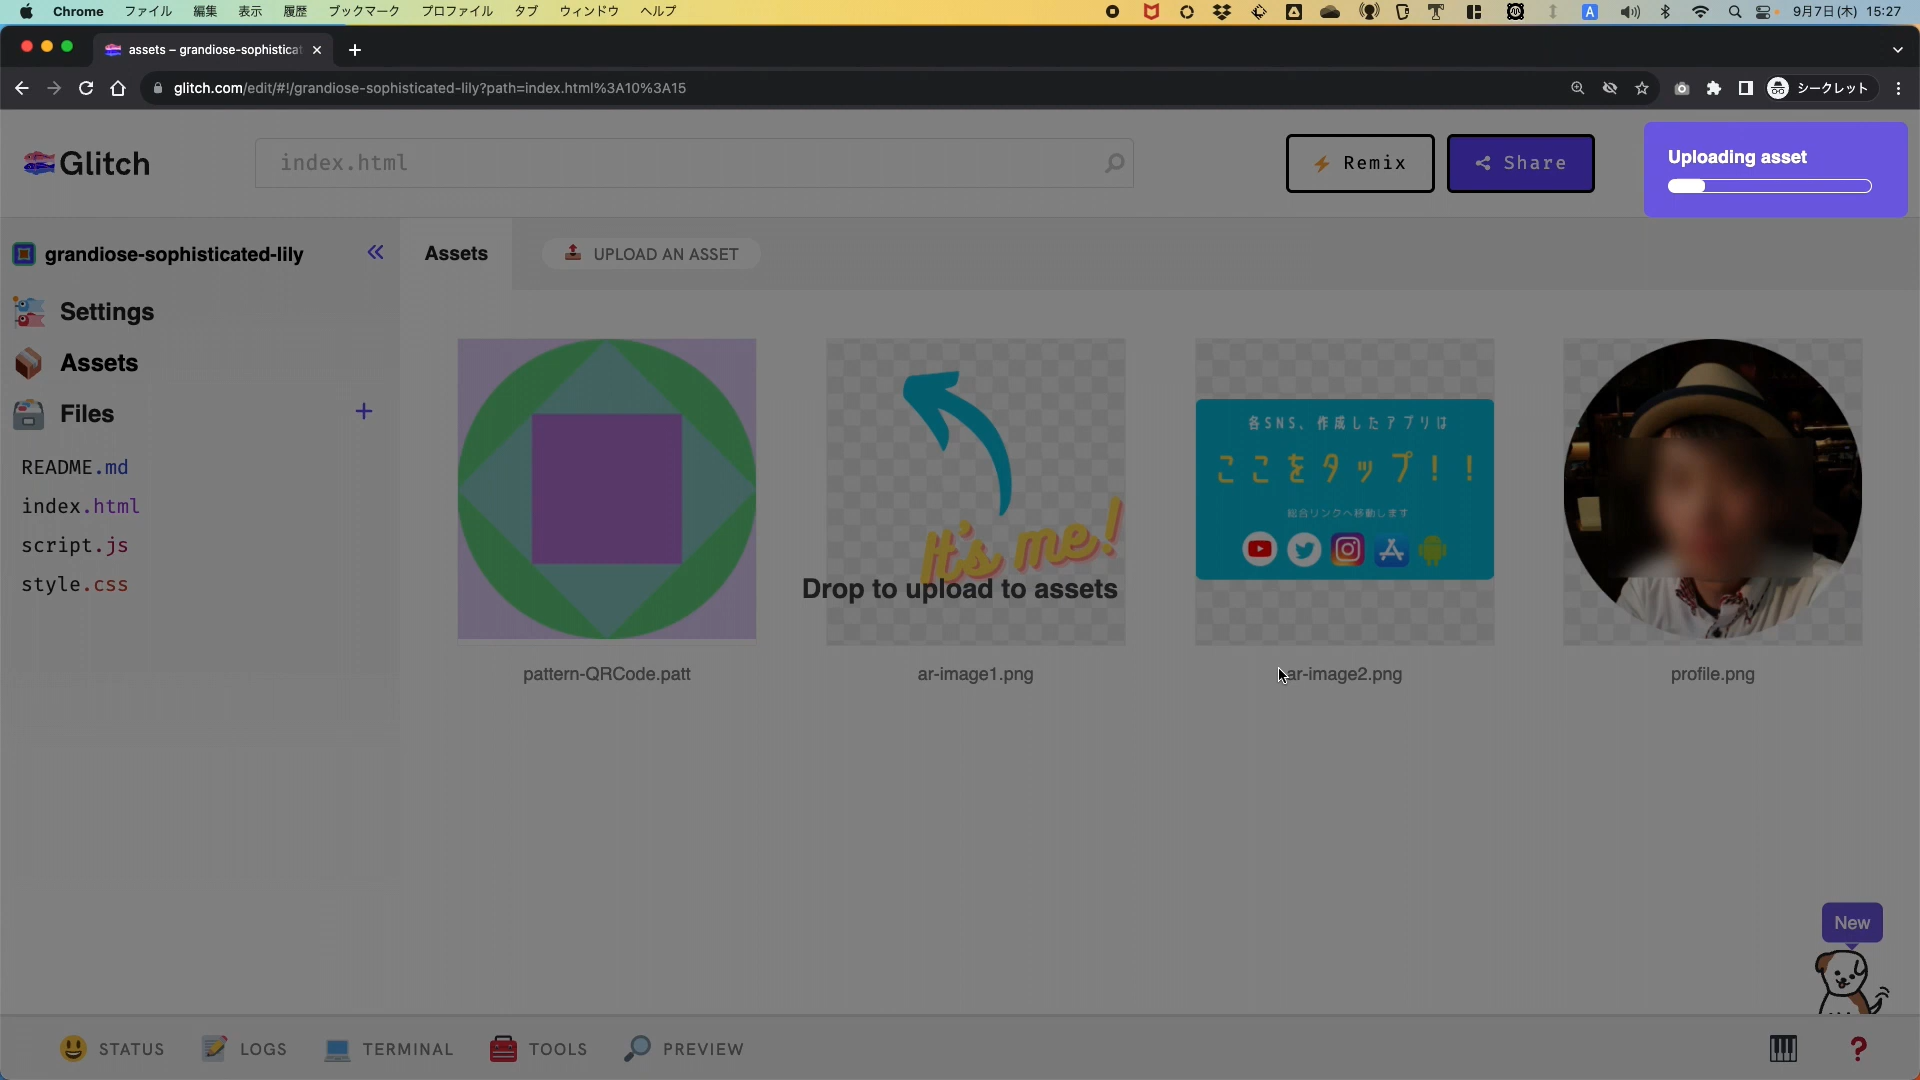 Chrome ファイル 編集 表示 履歴 ブックマーク プロファイル タブ ウィンドウ ヘルプ
A 9月7日(木) 15:27
assets – grandiose-sophisticat
glitch.com/edit/#!/grandiose-sophisticated-lily?path=index.html%3A10%3A15
シークレット
Glitch
index.html
Remix
Share
Uploading asset
grandiose-sophisticated-lily
Assets
UPLOAD AN ASSET
Settings
Assets
Files
README.md
index.html
script.js
style.css
It's me!
各SNS、作成したアプリは
ここをタップ！！
総合リンクへ移動します
Drop to upload to assets
pattern-QRCode.patt
ar-image1.png
ar-image2.png
profile.png
New
STATUS
LOGS
TERMINAL
TOOLS
PREVIEW
?